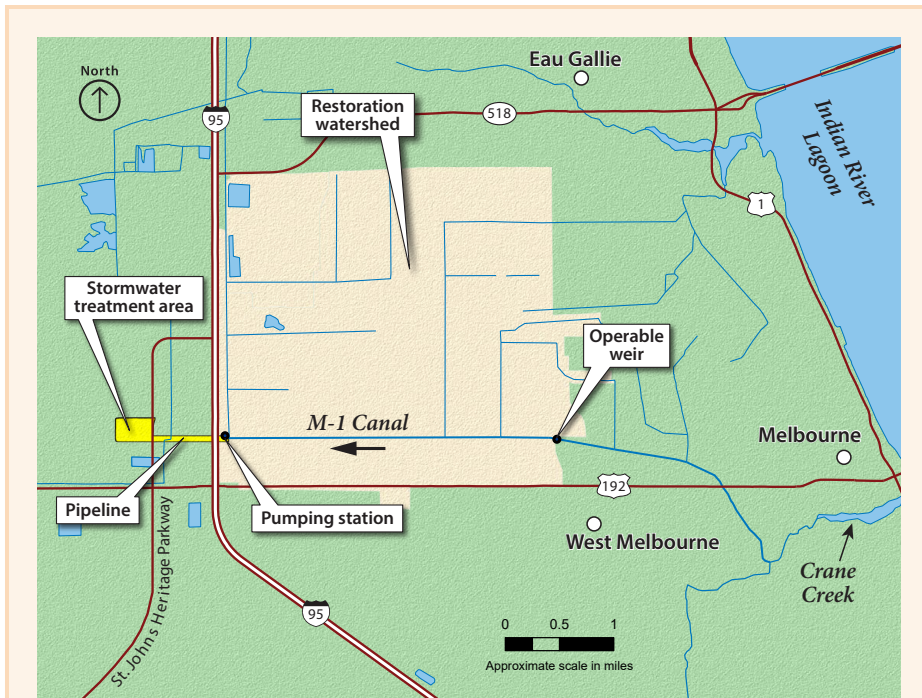 North
95
Eau Gallie
Restoration
watershed
518
Indian River
Lagoon
1
Stormwater
treatment area
Operable
weir
M-1 Canal
Melbourne
192
Pipeline
Pumping station
West Melbourne
St. Johns Heritage Parkway
Crane
Creek
95
0 0.5 1
Approximate scale in miles